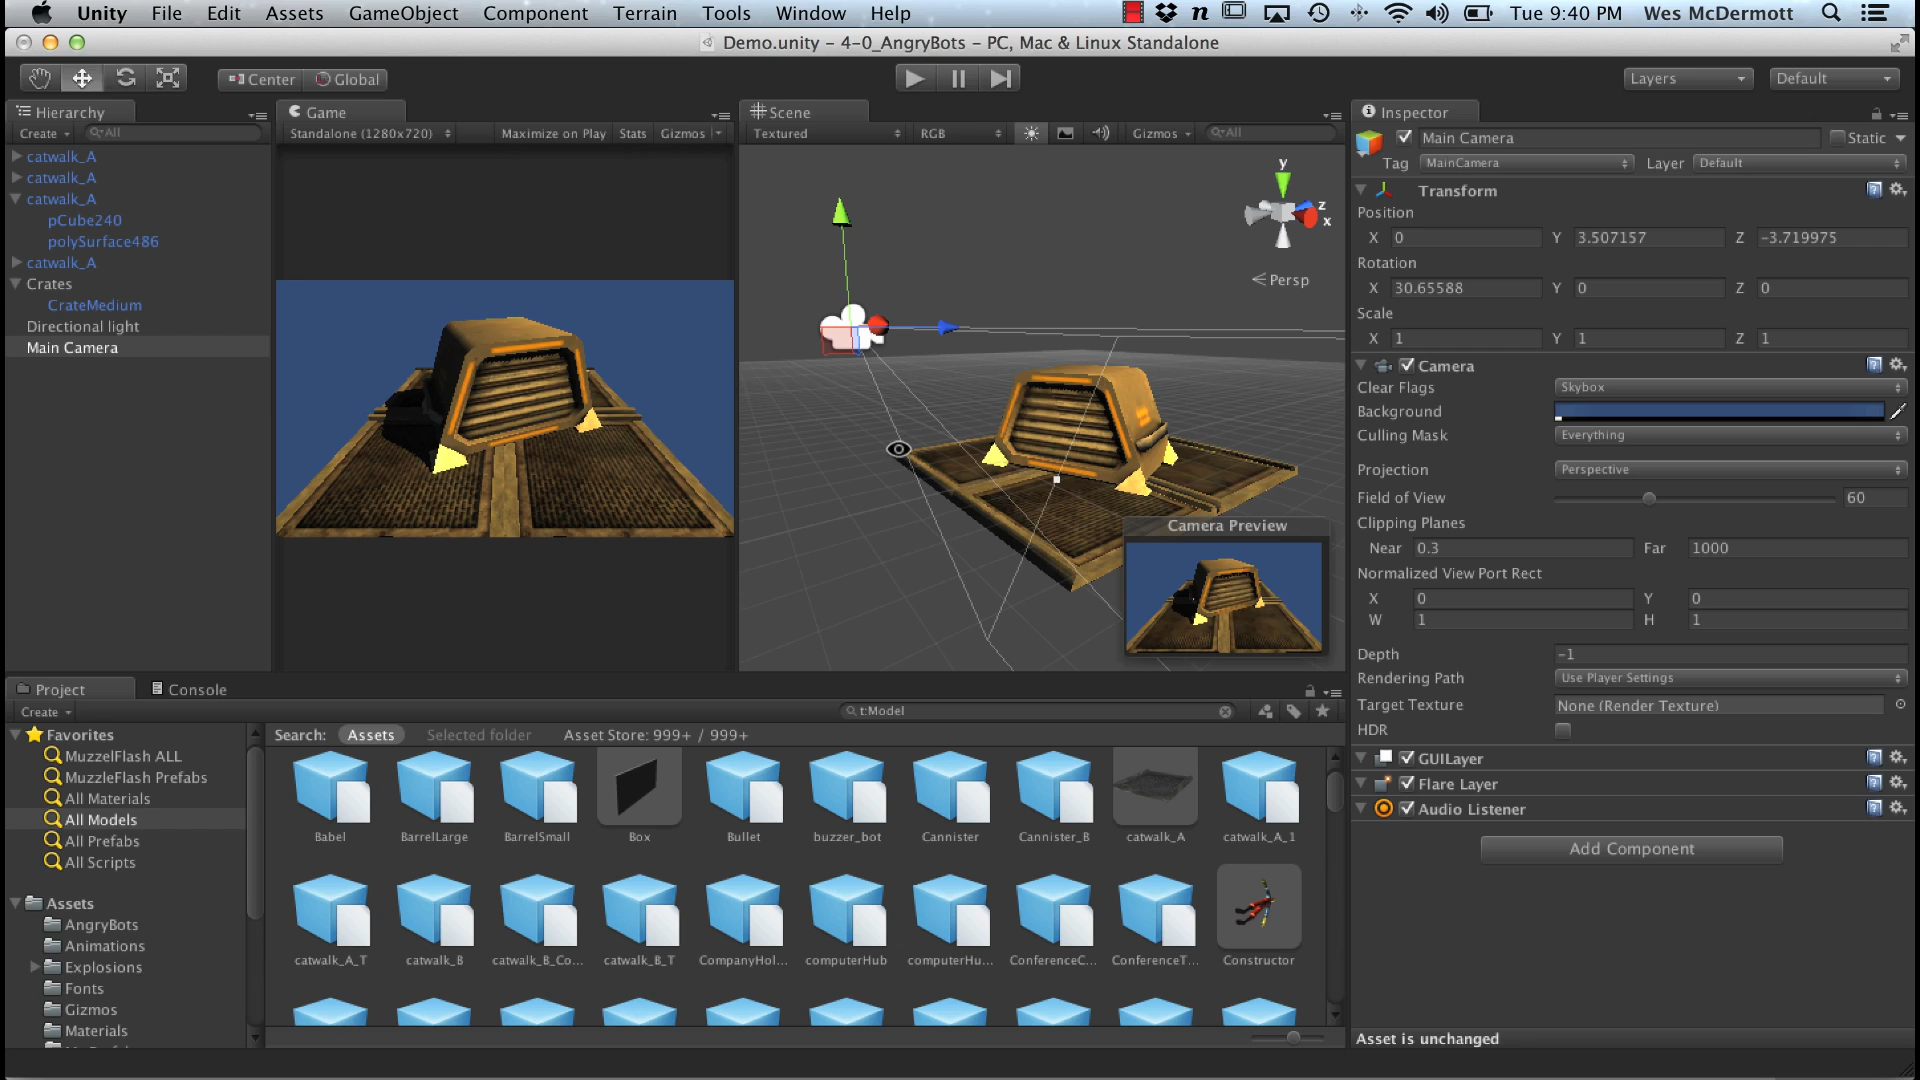 Unity File Edit Assets GameObject Component Terrain Tools Window Help Tue 9:40 PM Wes McDermott
Demo.unity – 4-0_AngryBots – PC, Mac & Linux Standalone
Center Global Layers Default
Hierarchy
Create All
catwalk_A
catwalk_A
catwalk_A
pCube240
polySurface486
catwalk_A
Crates
CrateMedium
Directional light
Main Camera
Game
Standalone (1280x720) Maximize on Play Stats Gizmos
Scene
Textured RGB Gizmos All
y
z
x
Persp
Camera Preview
Inspector
Main Camera Static
Tag MainCamera Layer Default
Transform
Position
X 0 Y 3.507157 Z -3.719975
Rotation
X 30.65588 Y 0 Z 0
Scale
X 1 Y 1 Z 1
Camera
Clear Flags Skybox
Background
Culling Mask Everything
Projection Perspective
Field of View 60
Clipping Planes
Near 0.3 Far 1000
Normalized View Port Rect
X 0 Y 0
W 1 H 1
Depth -1
Rendering Path Use Player Settings
Target Texture None (Render Texture)
HDR
GUILayer
Flare Layer
Audio Listener
Add Component
Asset is unchanged
Project Console
Create t:Model
Favorites
MuzzelFlash ALL
MuzzleFlash Prefabs
All Materials
All Models
All Prefabs
All Scripts
Assets
AngryBots
Animations
Explosions
Fonts
Gizmos
Materials
Search: Assets Selected folder Asset Store: 999+ / 999+
Babel BarrelLarge BarrelSmall Box Bullet buzzer_bot Cannister Cannister_B catwalk_A catwalk_A_1
catwalk_A_T catwalk_B catwalk_B_Co... catwalk_B_T CompanyHol... computerHub computerHu... ConferenceC... ConferenceT... Constructor